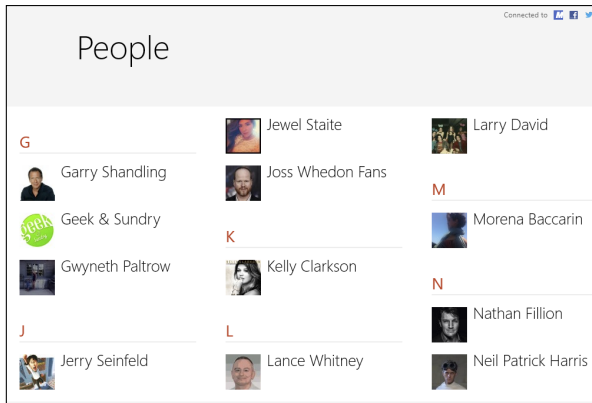 Connected to
People
G
Garry Shandling
Geek & Sundry
Gwyneth Paltrow
J
Jerry Seinfeld
Jewel Staite
Joss Whedon Fans
K
Kelly Clarkson
L
Lance Whitney
Larry David
M
Morena Baccarin
N
Nathan Fillion
Neil Patrick Harris
geek